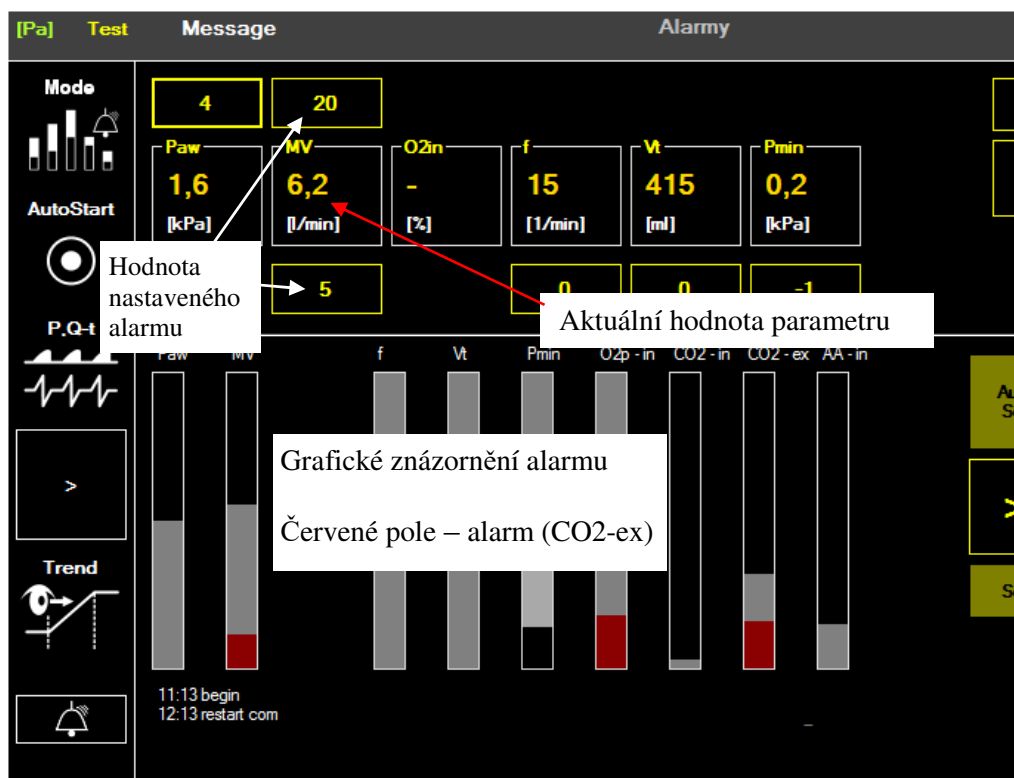 [Pa] Test Message Alarmy
Mode
AutoStart
P,Q-t
>
Trend
4 20
Paw MV O2in f Vt Pmin
1,6 6,2 - 15 415 0,2
[kPa] [l/min] [%] [1/min] [ml] [kPa]
5 0 0 -1
Hodnota
nastaveného
alarmu
Aktuální hodnota parametru
Paw MV f Vt Pmin O2p - in CO2 - in CO2 - ex AA - in
Grafické znázornění alarmu
Červené pole – alarm (CO2-ex)
>
11:13 begin
12:13 restart com
_